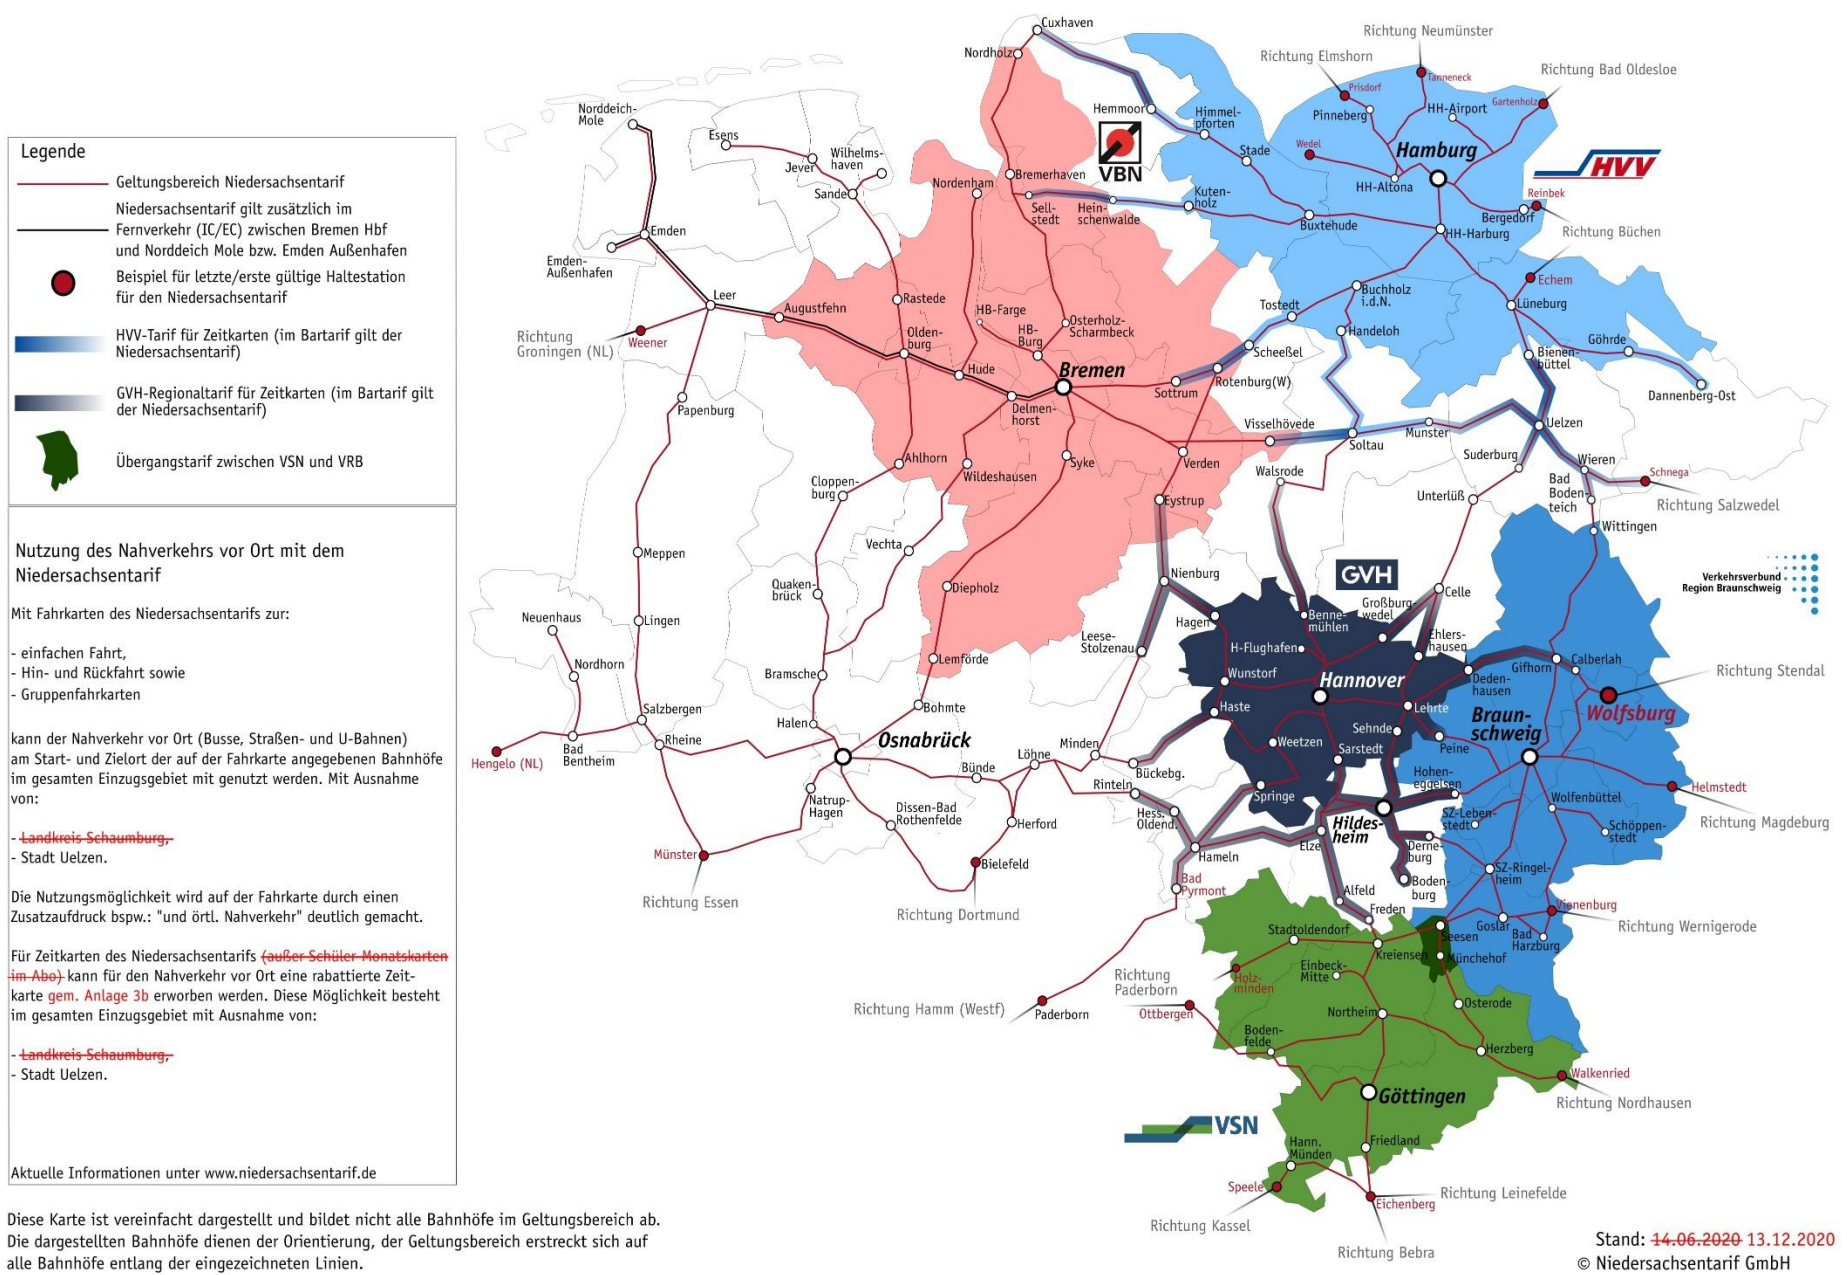 Legende
Geltungsbereich Niedersachsentarif
Niedersachsentarif gilt zusätzlich im
Fernverkehr (IC/EC) zwischen Bremen Hbf
und Norddeich Mole bzw. Emden Außenhafen
Beispiel für letzte/erste gültige Haltestation
für den Niedersachsentarif
HVV-Tarif für Zeitkarten (im Bartarif gilt der
Niedersachsentarif)
GVH-Regionaltarif für Zeitkarten (im Bartarif gilt
der Niedersachsentarif)
Übergangstarif zwischen VSN und VRB
Nutzung des Nahverkehrs vor Ort mit dem
Niedersachsentarif
Mit Fahrkarten des Niedersachsentarifs zur:
- einfachen Fahrt,
- Hin- und Rückfahrt sowie
- Gruppenfahrkarten
kann der Nahverkehr vor Ort (Busse, Straßen- und U-Bahnen)
am Start- und Zielort der auf der Fahrkarte angegebenen Bahnhöfe
im gesamten Einzugsgebiet mit genutzt werden. Mit Ausnahme
von:
- Landkreis Schaumburg,
- Stadt Uelzen.
Die Nutzungsmöglichkeit wird auf der Fahrkarte durch einen
Zusatzaufdruck bspw.: "und örtl. Nahverkehr" deutlich gemacht.
Für Zeitkarten des Niedersachsentarifs (außer Schüler-Monatskarten
im Abo) kann für den Nahverkehr vor Ort eine rabattierte Zeit-
karte gem. Anlage 3b erworben werden. Diese Möglichkeit besteht
im gesamten Einzugsgebiet mit Ausnahme von:
- Landkreis Schaumburg,
- Stadt Uelzen.
Aktuelle Informationen unter www.niedersachsentarif.de
Diese Karte ist vereinfacht dargestellt und bildet nicht alle Bahnhöfe im Geltungsbereich ab.
Die dargestellten Bahnhöfe dienen der Orientierung, der Geltungsbereich erstreckt sich auf
alle Bahnhöfe entlang der eingezeichneten Linien.
Cuxhaven
Nordholz
Richtung Neumünster
Richtung Elmshorn
Richtung Bad Oldesloe
Tanneck
Prisdorf
Gartenholz
Pinneberg
HH-Airport
Norddeich-
Mole
Hemmoor
Himmel-
pforten
VBN
Esens
Jever
Wilhelms-
haven
Sande
Stade
Wedel
Hamburg
HH-Altona
HVV
Nordenham
Bremerhaven
Sell-
stedt
Hein-
schenwalde
Kuten-
holz
Buxtehude
Reinbek
Bergedorf
Richtung Büchen
HH-Harburg
Emden
Emden-
Außenhafen
Leer
Augustfehn
Rastede
Echem
Lüneburg
Buchholz
i.d.N.
Tostedt
Handeloh
Richtung
Groningen (NL)
Weener
Olden-
burg
HB-Farge
HB-
Burg
Osterholz-
Scharmbeck
Scheeßel
Göhrde
Bienen-
büttel
Hude
Bremen
Rotenburg(W)
Sottrum
Dannenberg-Ost
Papenburg
Delmen-
horst
Visselhövede
Soltau
Munster
Uelzen
Ahlhorn
Wildeshausen
Syke
Verden
Walsrode
Suderburg
Wieren
Schnega
Richtung Salzwedel
Cloppen-
burg
Eystrup
Unterlüß
Bad
Boden-
teich
Wittingen
Vechta
Meppen
Quaken-
brück
Diepholz
Nienburg
GVH
Verkehrsverbund
Region Braunschweig
Neuenhaus
Lingen
Hagen
Benne-
mühlen
Großburg-
wedel
Celle
Leese-
Stolzenau
H-Flughafen
Ehlers-
hausen
Nordhorn
Bramsche
Lemförde
Wunstorf
Hannover
Deden-
hausen
Gifhorn
Calberlah
Richtung Stendal
Salzbergen
Halen
Bohmte
Haste
Lehrte
Wolfsburg
Braun-
schweig
Rheine
Osnabrück
Weetzen
Sehnde
Sarstedt
Peine
Hengelo (NL)
Bad
Bentheim
Bünde
Löhne
Minden
Bückebg.
Hohen-
eggelsen
Helmstedt
Natrup-
Hagen
Dissen-Bad
Rothenfelde
Herford
Rinteln
Springe
Wolfenbüttel
Hess.
Oldend.
Hildes-
heim
SZ-Leben-
stedt
Schöppen-
stedt
Richtung Magdeburg
Münster
Bielefeld
Hameln
Elze
Derne-
burg
SZ-Ringel-
heim
Bad
Pyrmont
Boden-
burg
Richtung Essen
Richtung Dortmund
Alfeld
Freden
Vienenburg
Richtung Wernigerode
Goslar
Bad
Harzburg
Stadtoldendorf
Kreiensen
Seesen
Münchehof
Holz-
minden
Einbeck-
Mitte
Richtung
Paderborn
Ottbergen
Richtung Hamm (Westf)
Paderborn
Northeim
Osterode
Boden-
felde
Herzberg
Walkenried
Richtung Nordhausen
Göttingen
VSN
Hann.
Münden
Friedland
Speele
Eichenberg
Richtung Leinefelde
Richtung Kassel
Richtung Bebra
Stand: 14.06.2020 13.12.2020
© Niedersachsentarif GmbH